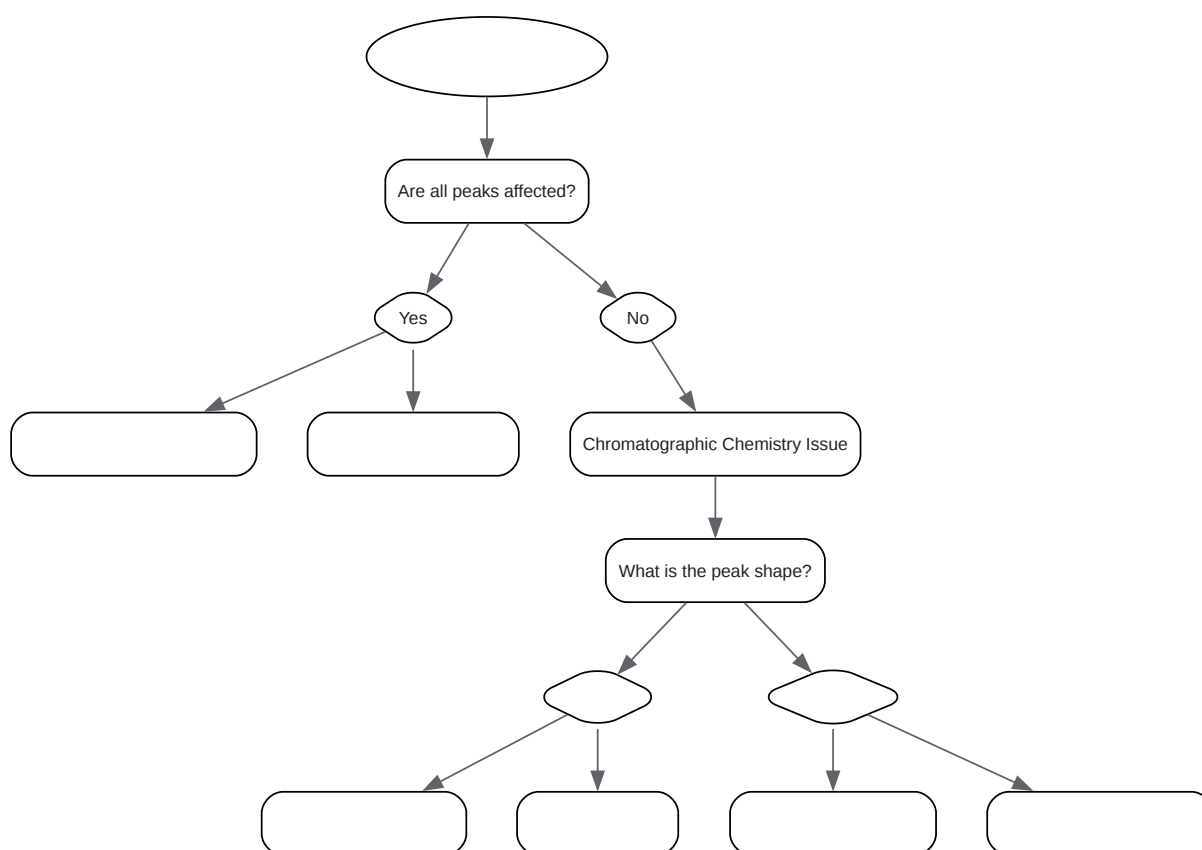 Are all peaks affected?
Yes
No
Chromatographic Chemistry Issue
What is the peak shape?